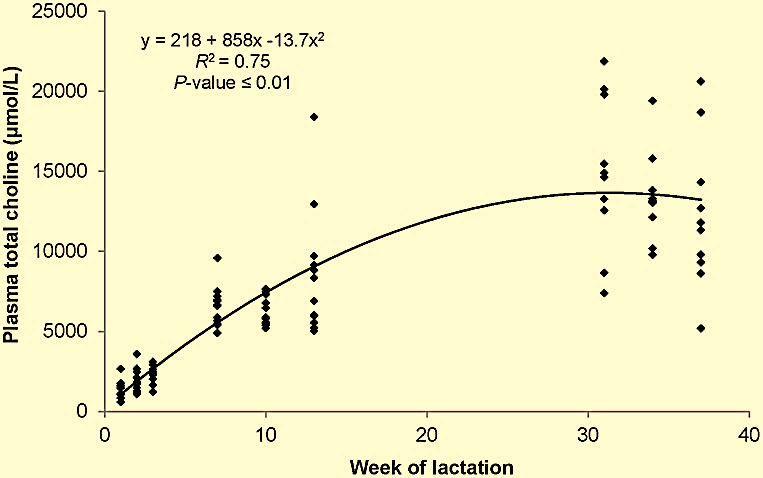 y = 218 + 858x -13.7x²
R² = 0.75
P-value ≤ 0.01
Plasma total choline (µmol/L)
25000
20000
15000
10000
5000
0
0 10 20 30 40
Week of lactation